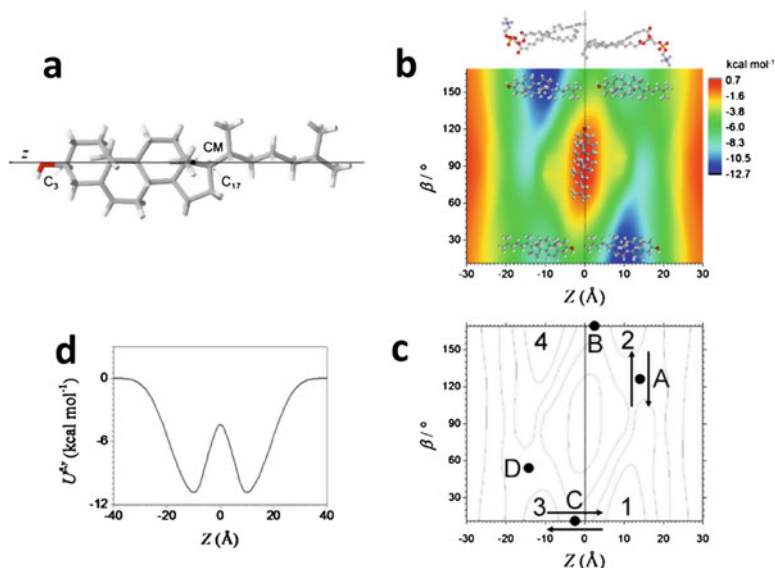 a
z
CM
C₃
C₁₇
b
kcal mol⁻¹
0.7
-1.6
-3.8
-6.0
-8.3
-10.5
-12.7
150
120
90
60
30
β/°
-30 -20 -10 0 10 20 30
Z (Å)
d
0
-6
-12
U^Δr (kcal mol⁻¹)
-40 -20 0 20 40
Z (Å)
c
150
120
90
60
30
β/°
4 B 2
A
D
3 C 1
-30 -20 -10 0 10 20 30
Z (Å)